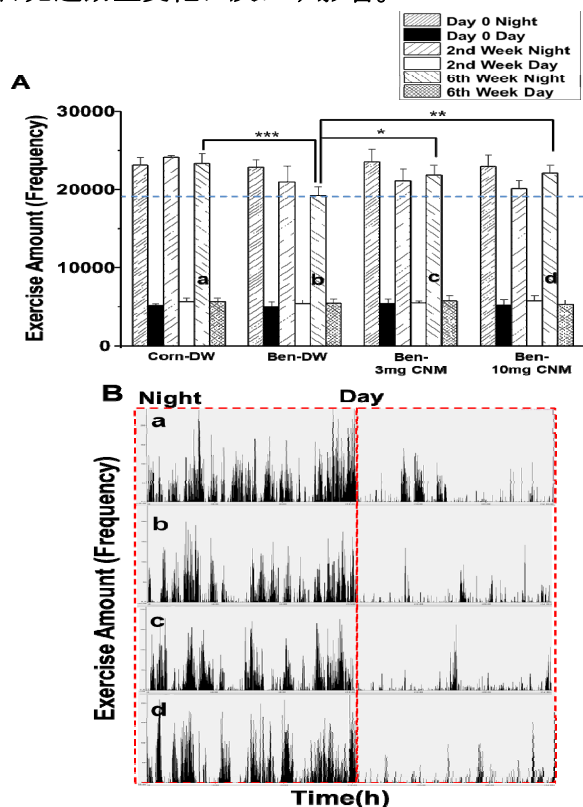 Day 0 Night
Day 0 Day
2nd Week Night
2nd Week Day
6th Week Night
6th Week Day
A
30000
20000
10000
0
Exercise Amount (Frequency)
***
*
**
a
b
c
d
Corn-DW
Ben-DW
Ben-
3mg CNM
Ben-
10mg CNM
B
Night
Day
a
b
c
d
Exercise Amount (Frequency)
Time(h)